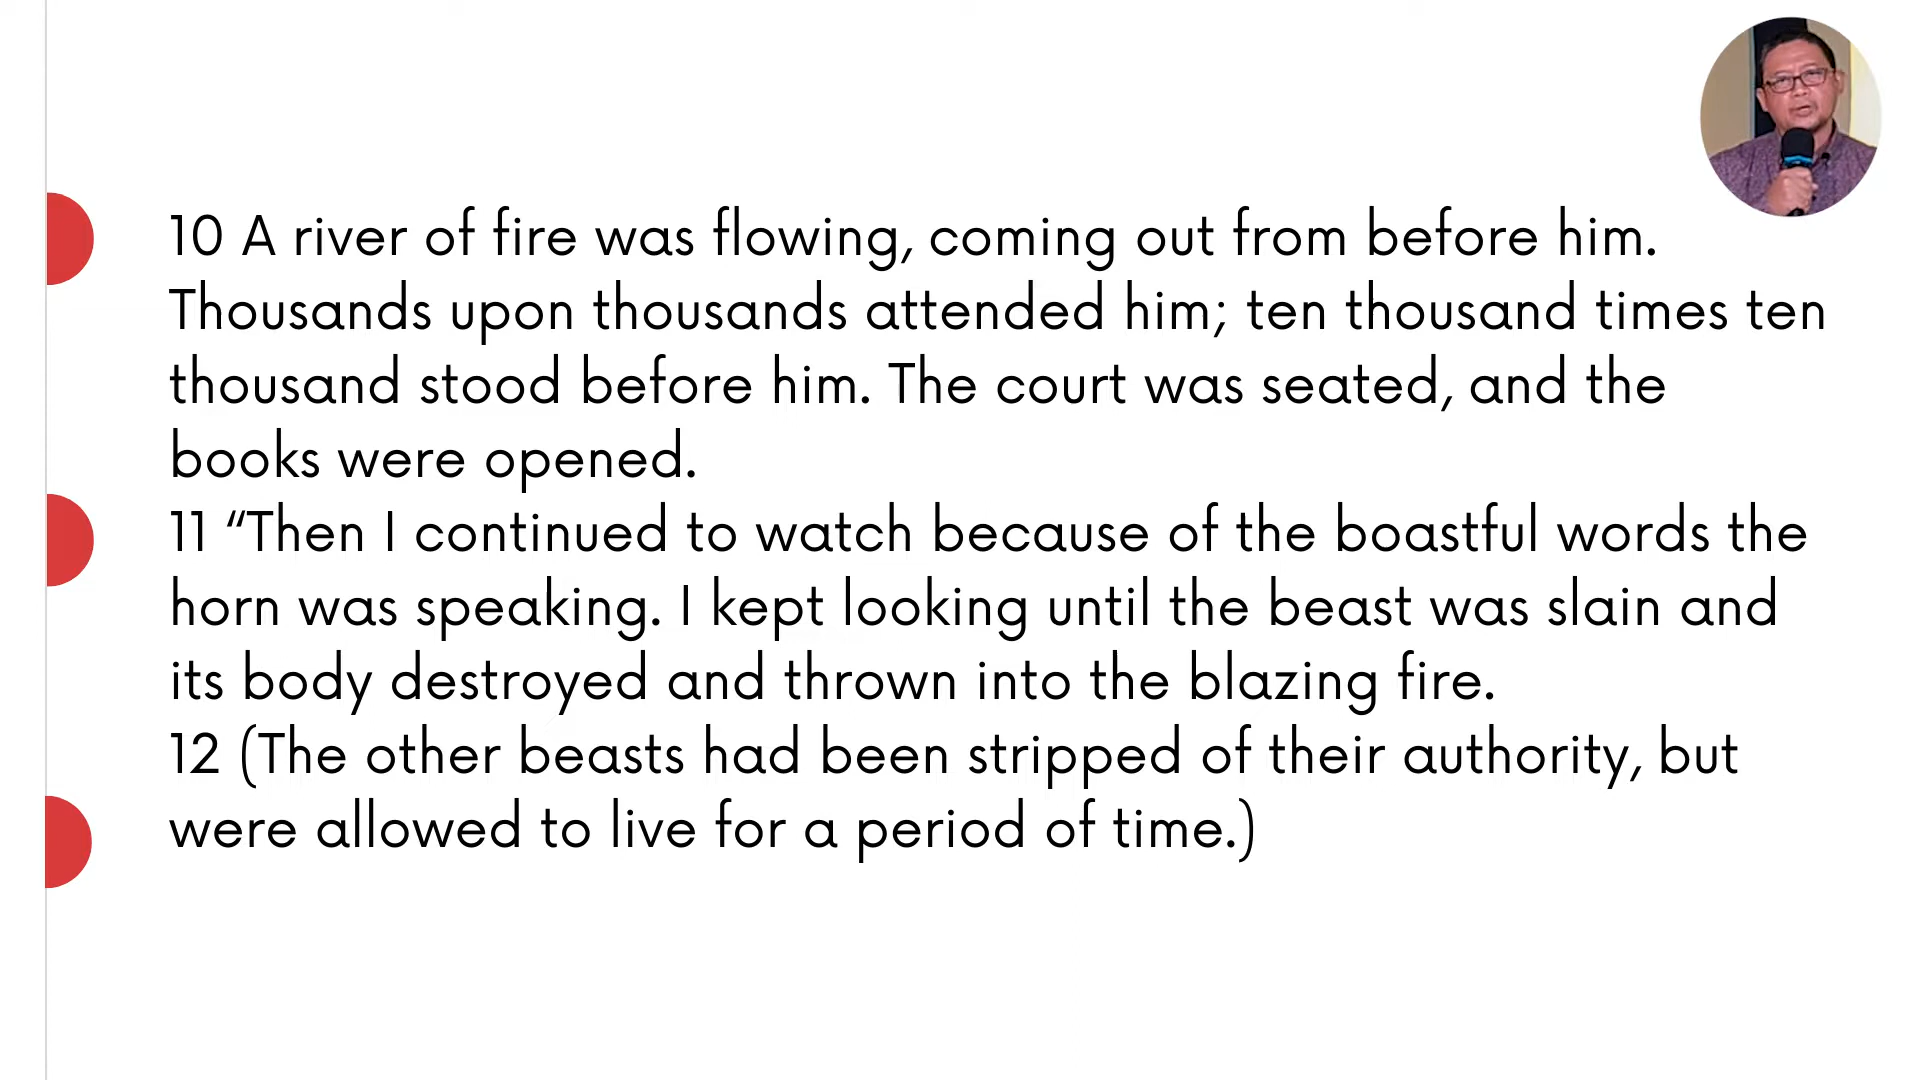 10 A river of fire was flowing, coming out from before him.
Thousands upon thousands attended him; ten thousand times ten
thousand stood before him. The court was seated, and the
books were opened.
11 “Then I continued to watch because of the boastful words the
horn was speaking. I kept looking until the beast was slain and
its body destroyed and thrown into the blazing fire.
12 (The other beasts had been stripped of their authority, but
were allowed to live for a period of time.)